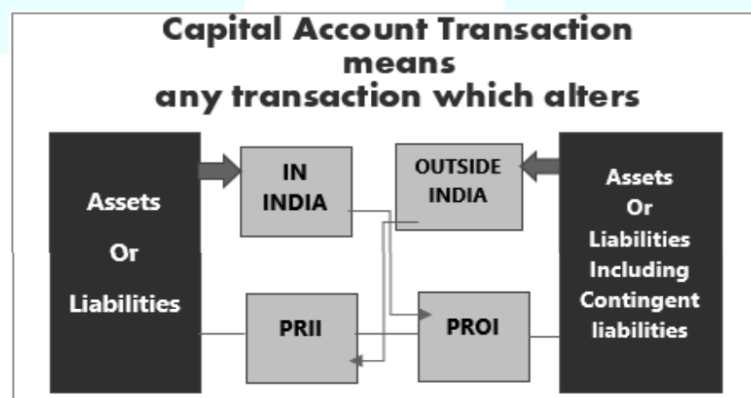 Capital Account Transaction
means
any transaction which alters
Assets
Or
Liabilities
IN
INDIA
OUTSIDE
INDIA
Assets
Or
Liabilities
Including
Contingent
liabilities
PRII
PROI